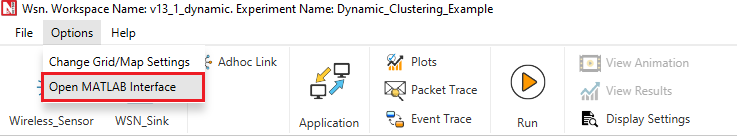 Wsn. Workspace Name: v13_1_dynamic. Experiment Name: Dynamic_Clustering_Example
File Options Help
Change Grid/Map Settings
Open MATLAB Interface
Adhoc Link
Wireless_Sensor
WSN_Sink
Application
Plots
Packet Trace
Event Trace
Run
View Animation
View Results
Display Settings